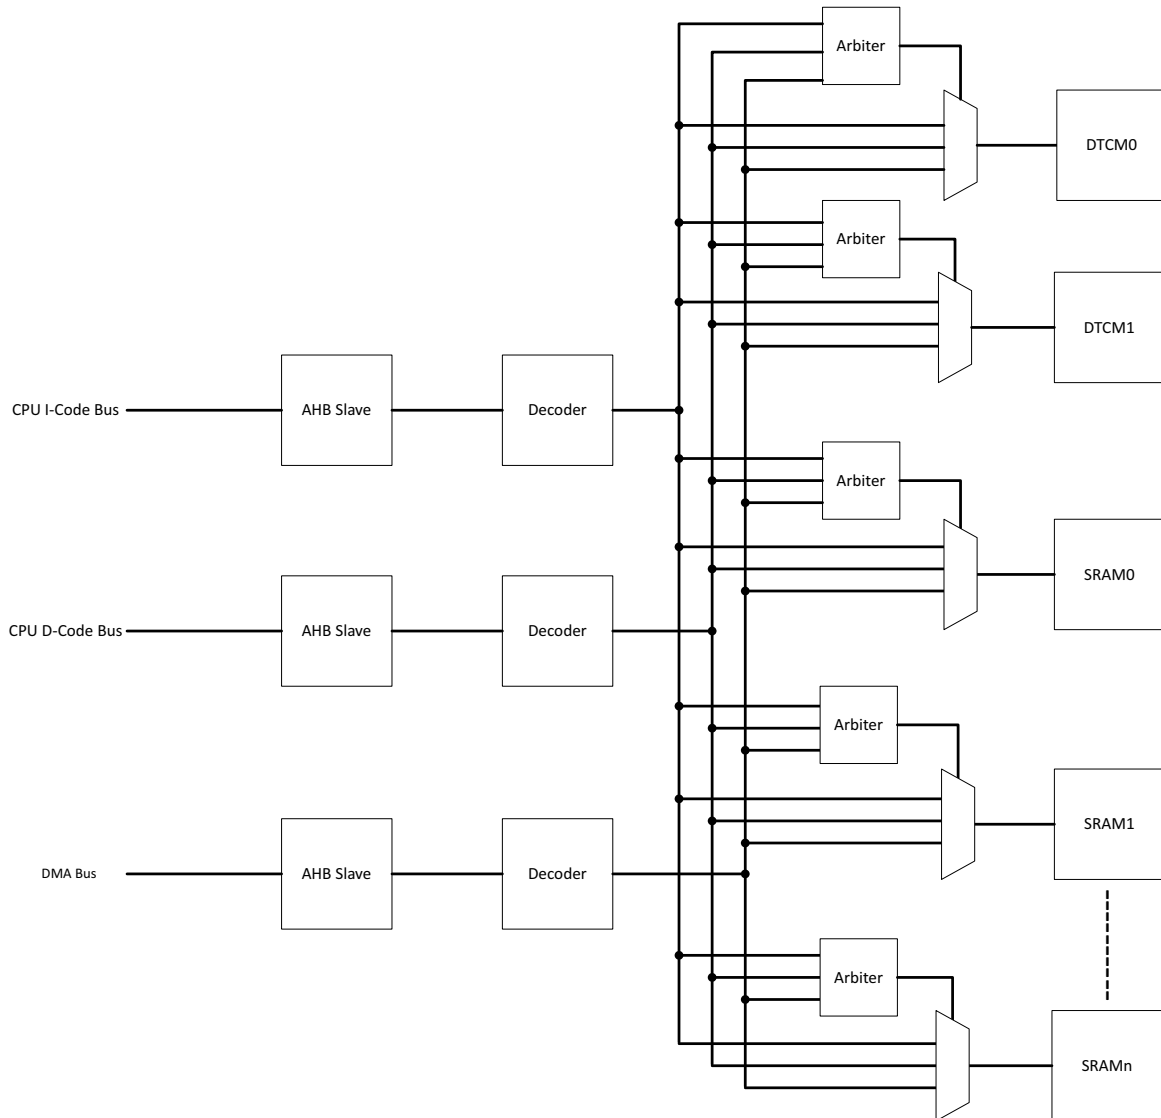 Arbiter
DTCM0
Arbiter
DTCM1
CPU I-Code Bus
AHB Slave
Decoder
Arbiter
SRAM0
CPU D-Code Bus
AHB Slave
Decoder
Arbiter
SRAM1
DMA Bus
AHB Slave
Decoder
Arbiter
SRAMn